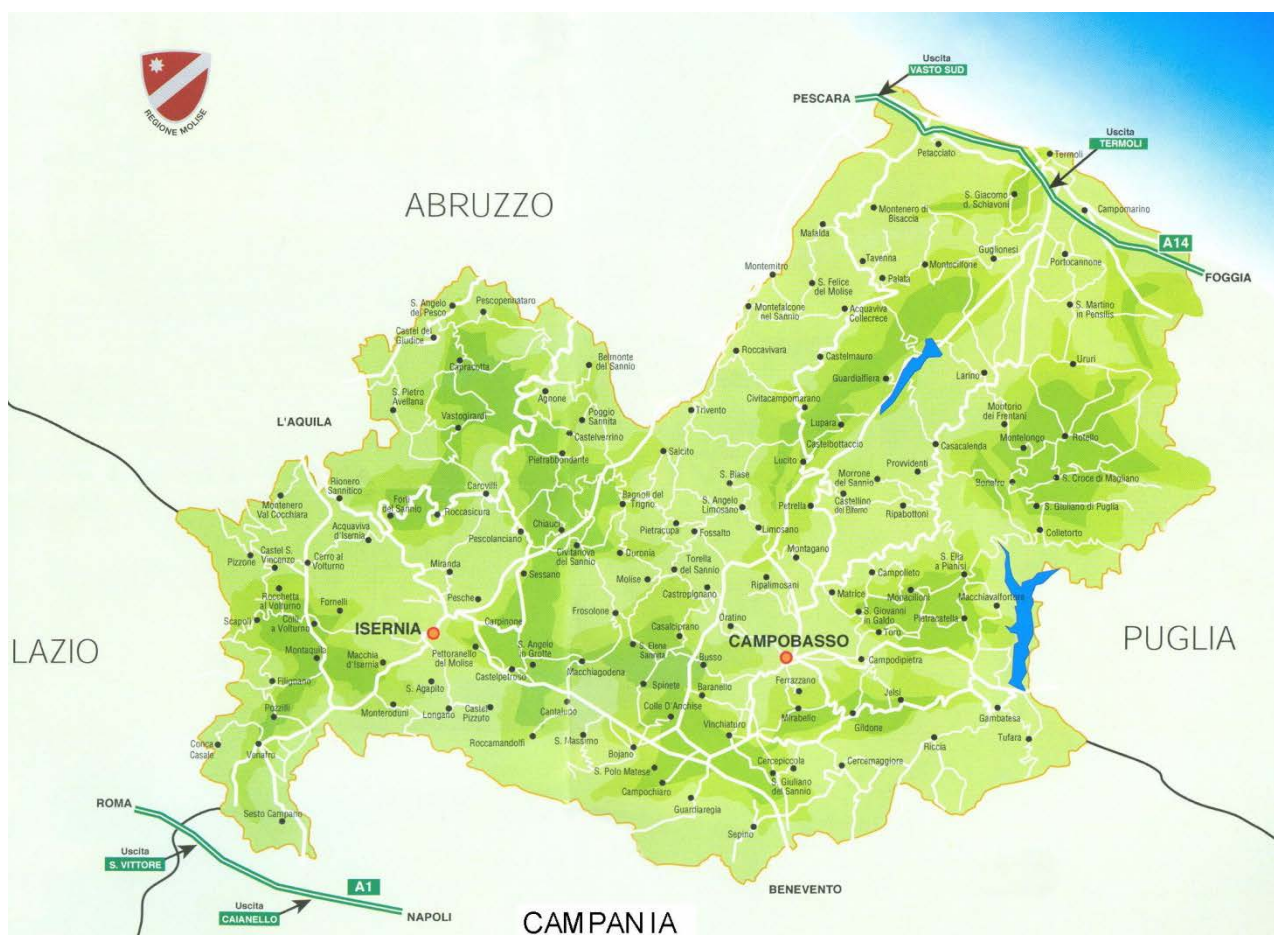 REGIONE MOLISE
Uscita
VASTO SUD
PESCARA
Uscita
TERMOLI
Petacciato
Termoli
ABRUZZO
S. Giacomo
d. Schiavoni
Montenero di
Bisaccia
Campomarino
Mafalda
A14
FOGGIA
Guglionesi
Tavenna
Montecilfone
Portocannone
Montemitro
Palata
S. Felice
del Molise
S. Angelo
del Pesco
Pescopennataro
Montefalcone
nel Sannio
Acquaviva
Collecrece
S. Martino
in Pensilis
Castel del
Giudice
Roccavivara
Castelmauro
Belmonte
del Sannio
Capracotta
Ururi
Guardialfiera
Larino
S. Pietro
Avellana
Agnone
Civitacampomarano
Trivento
Poggio
Sannita
Montorio
dei Frentani
L'AQUILA
Vastogirardi
Lupara
Castelverrino
Castelbottaccio
Casacalenda
Montelongo
Rotello
Pietrabbondante
Salcito
Lucito
Provvidenti
Morrone
del Sannio
Rionero
Sannitico
S. Biase
Bonefro
S. Croce di Magliano
Carovilli
Montenero
Val Cocchiara
Forlì
del Sannio
Bagnoli del
Trigno
S. Angelo
Limosano
Petrella
Castellino
del Biferno
Ripabottoni
S. Giuliano di Puglia
Roccasicura
Acquaviva
d'Isernia
Chiauci
Pietracupa
Fossalto
Limosano
Colletorto
Pescolanciano
Pizzone
Castel S.
Vincenzo
Cerro al
Volturno
Civitanova
del Sannio
Duronia
Montagano
S. Elia
a Pianisi
Miranda
Sessano
Molise
Torella
del Sannio
Ripalimosani
Campolieto
Rocchetta
al Volturno
Fornelli
Pesche
Castropignano
Matrice
Monacilioni
Macchiavalfortore
Scapoli
Colli
a Volturno
ISERNIA
Carpinone
Frosolone
Casalciprano
Oratino
S. Giovanni
in Galdo
Pietracatella
LAZIO
CAMPOBASSO
Toro
PUGLIA
Montaquila
Macchia
d'Isernia
Pettoranello
del Molise
S. Angelo
in Grotte
S. Elena
Sannita
Busso
Campodipietra
Castelpetroso
Macchiagodena
Filignano
S. Agapito
Spinete
Baranello
Ferrazzano
Jelsi
Pozzilli
Monteroduni
Longano
Castel
Pizzuto
Cantalupo
Colle D'Anchise
Mirabello
Gildone
Gambatesa
Conca
Casale
Venafro
Roccamandolfi
S. Massimo
Bojano
Vinchiaturo
Riccia
Tufara
S. Polo Matese
Cercepiccola
Cercemaggiore
Campochiaro
S. Giuliano
del Sannio
ROMA
Guardiaregia
Sesto Campano
Sepino
Uscita
S. VITTORE
A1
BENEVENTO
Uscita
CAIANELLO
NAPOLI
CAMPANIA